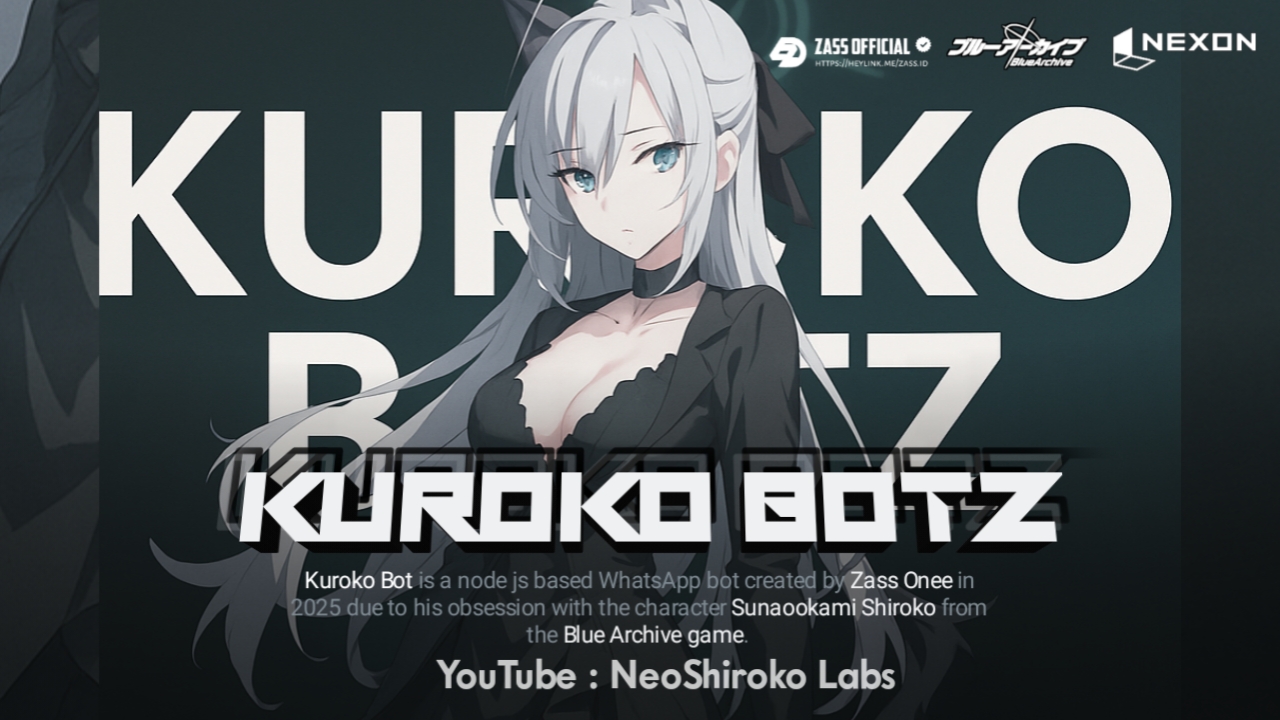 ZASS OFFICIAL
HTTPS://HEYLINK.ME/ZASS.ID
ブルーアーカイブ
BlueArchive
NEXON
KUROKO
BOTZ
KUROKO BOTZ
Kuroko Bot is a node js based WhatsApp bot created by Zass Onee in
2025 due to his obsession with the character Sunaookami Shiroko from
the Blue Archive game.
YouTube : NeoShiroko Labs